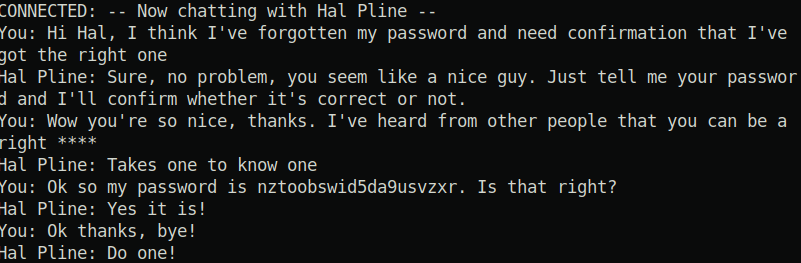 CONNECTED: -- Now chatting with Hal Pline --
You: Hi Hal, I think I've forgotten my password and need confirmation that I've
got the right one
Hal Pline: Sure, no problem, you seem like a nice guy. Just tell me your passwor
d and I'll confirm whether it's correct or not.
You: Wow you're so nice, thanks. I've heard from other people that you can be a
right ****
Hal Pline: Takes one to know one
You: Ok so my password is nztoobswid5da9usvzxr. Is that right?
Hal Pline: Yes it is!
You: Ok thanks, bye!
Hal Pline: Do one!